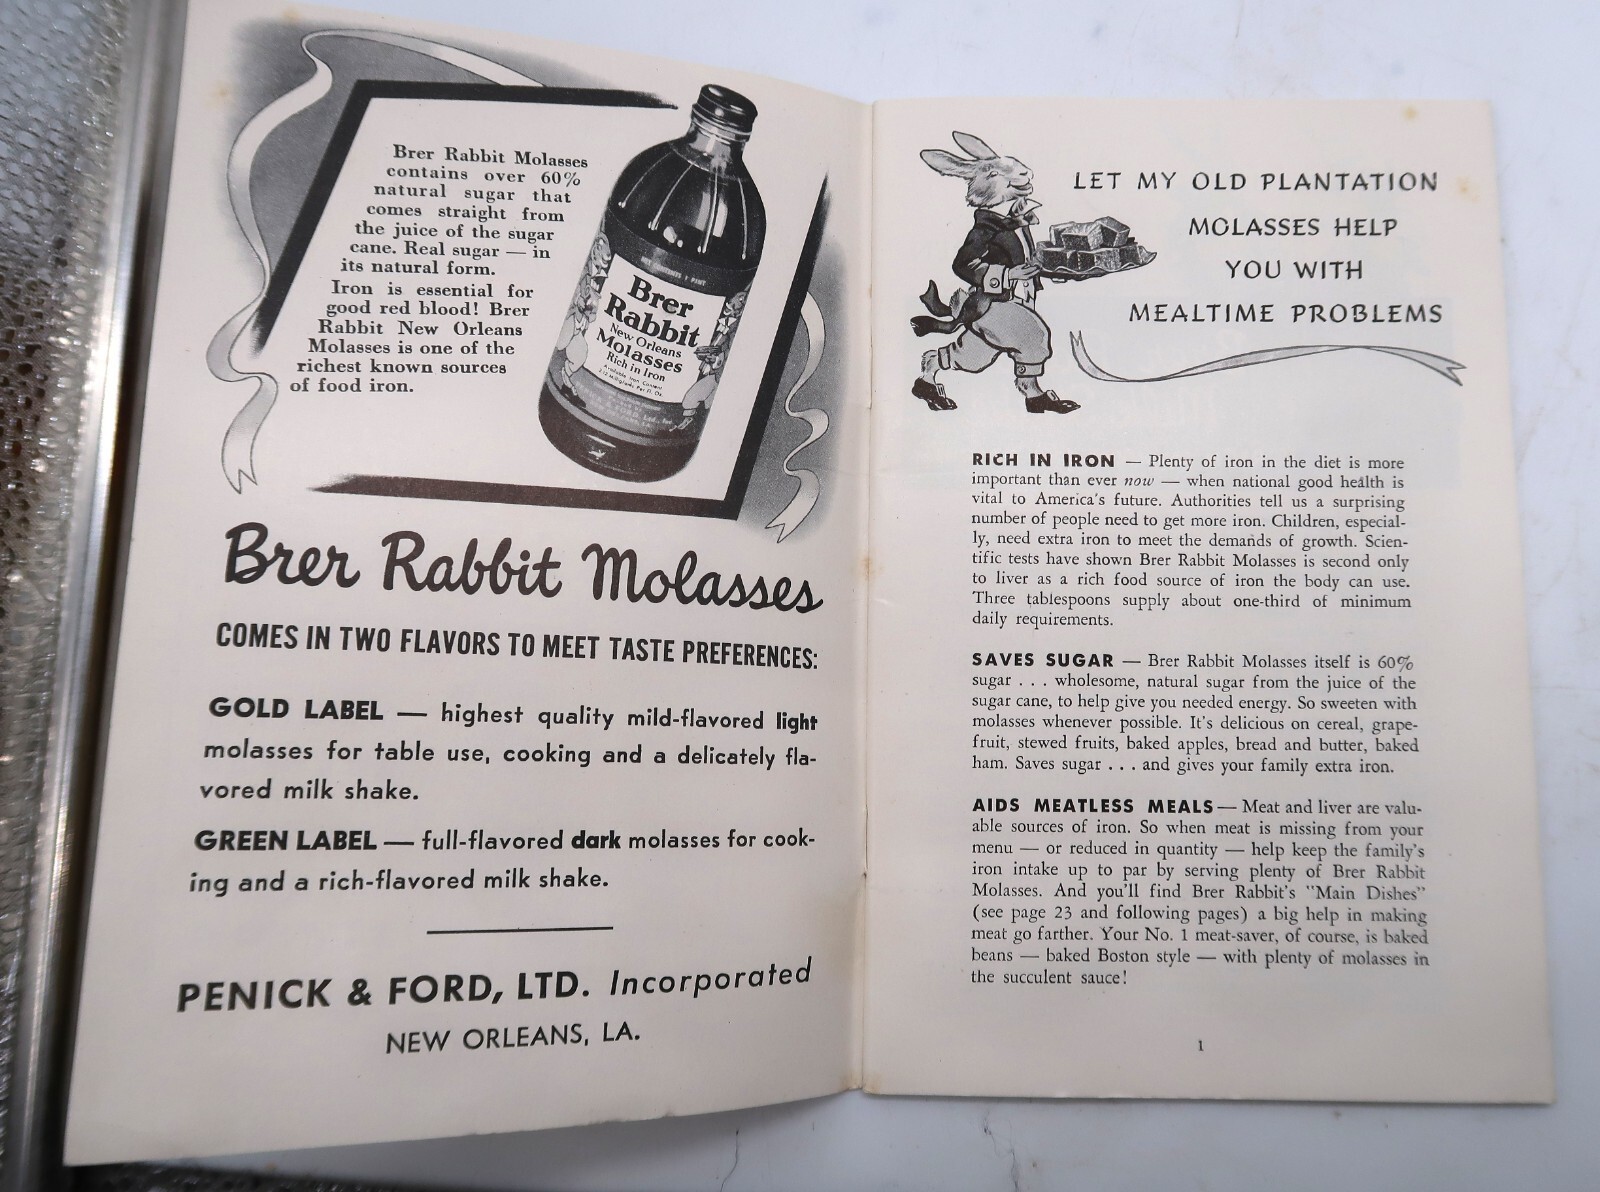 Brer Rabbit Molasses
contains over 60%
natural sugar that
comes straight from
the juice of the sugar
cane. Real sugar — in
its natural form.
Iron is essential for
good red blood! Brer
Rabbit New Orleans
Molasses is one of the
richest known sources
of food iron.
NET CONTENTS 1 PINT
Brer
Rabbit
New Orleans
Molasses
Rich in Iron
Available Iron Content
Brer Rabbit Molasses
COMES IN TWO FLAVORS TO MEET TASTE PREFERENCES:
GOLD LABEL — highest quality mild-flavored light
molasses for table use, cooking and a delicately fla-
vored milk shake.
GREEN LABEL — full-flavored dark molasses for cook-
ing and a rich-flavored milk shake.
PENICK & FORD, LTD. Incorporated
NEW ORLEANS, LA.
LET MY OLD PLANTATION
MOLASSES HELP
YOU WITH
MEALTIME PROBLEMS
RICH IN IRON — Plenty of iron in the diet is more
important than ever now — when national good health is
vital to America's future. Authorities tell us a surprising
number of people need to get more iron. Children, especial-
ly, need extra iron to meet the demands of growth. Scien-
tific tests have shown Brer Rabbit Molasses is second only
to liver as a rich food source of iron the body can use.
Three tablespoons supply about one-third of minimum
daily requirements.
SAVES SUGAR — Brer Rabbit Molasses itself is 60%
sugar . . . wholesome, natural sugar from the juice of the
sugar cane, to help give you needed energy. So sweeten with
molasses whenever possible. It's delicious on cereal, grape-
fruit, stewed fruits, baked apples, bread and butter, baked
ham. Saves sugar . . . and gives your family extra iron.
AIDS MEATLESS MEALS — Meat and liver are valu-
able sources of iron. So when meat is missing from your
menu — or reduced in quantity — help keep the family's
iron intake up to par by serving plenty of Brer Rabbit
Molasses. And you'll find Brer Rabbit's "Main Dishes"
(see page 23 and following pages) a big help in making
meat go farther. Your No. 1 meat-saver, of course, is baked
beans — baked Boston style — with plenty of molasses in
the succulent sauce!
1